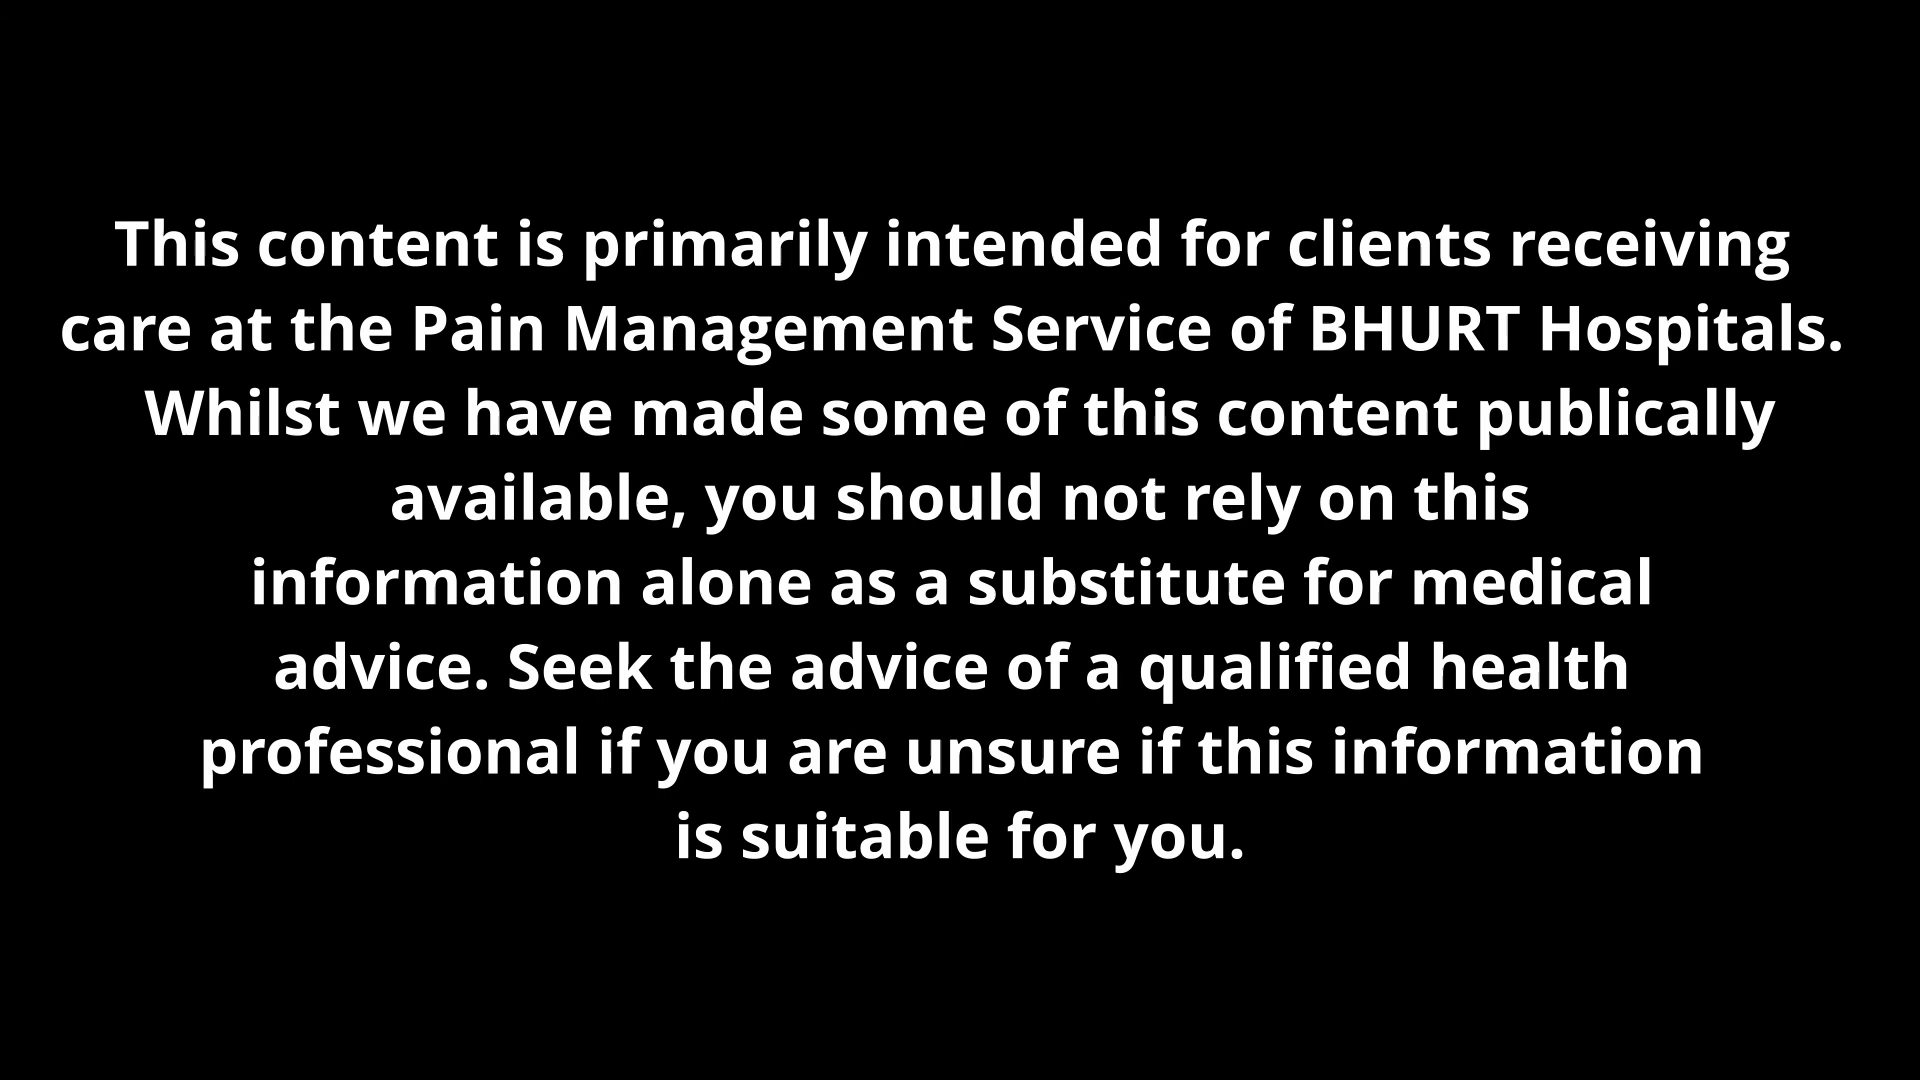 This content is primarily intended for clients receiving
care at the Pain Management Service of BHURT Hospitals.
Whilst we have made some of this content publically
available, you should not rely on this
information alone as a substitute for medical
advice. Seek the advice of a qualified health
professional if you are unsure if this information
is suitable for you.